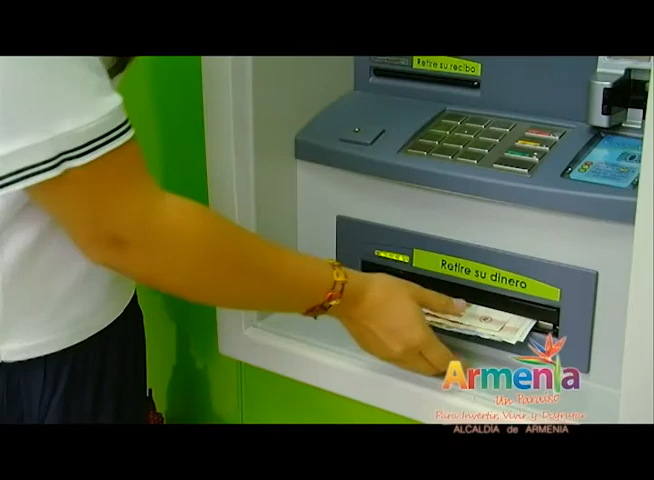 Retire su recibo
Retire su dinero
Armenia
Un Paraíso
Para Invertir, Vivir y Disfrutar
ALCALDÍA de ARMENIA